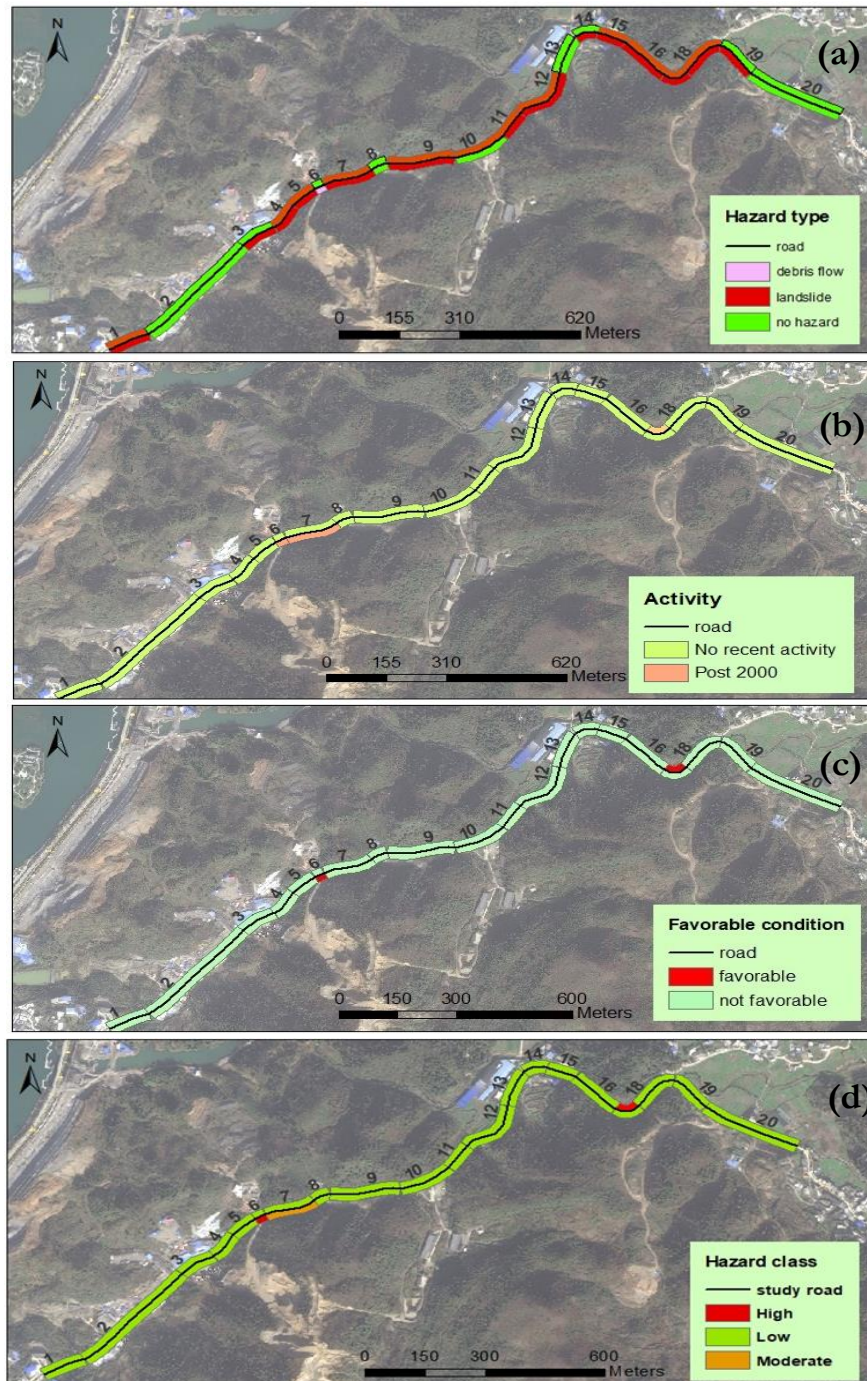 (a)
N
1
2
3
4
5
6
7
8
9
10
11
12
13
14
15
16
18
19
20
Hazard type
road
debris flow
landslide
no hazard
0 155 310 620
Meters
(b)
N
1
2
3
4
5
6
7
8
9
10
11
12
13
14
15
16
18
19
20
Activity
road
No recent activity
Post 2000
0 155 310 620
Meters
(c)
N
1
2
3
4
5
6
7
8
9
10
11
12
13
14
15
16
18
19
20
Favorable condition
road
favorable
not favorable
0 150 300 600
Meters
(d)
N
1
2
3
4
5
6
7
8
9
10
11
12
13
14
15
16
18
19
20
Hazard class
study road
High
Low
Moderate
0 150 300 600
Meters